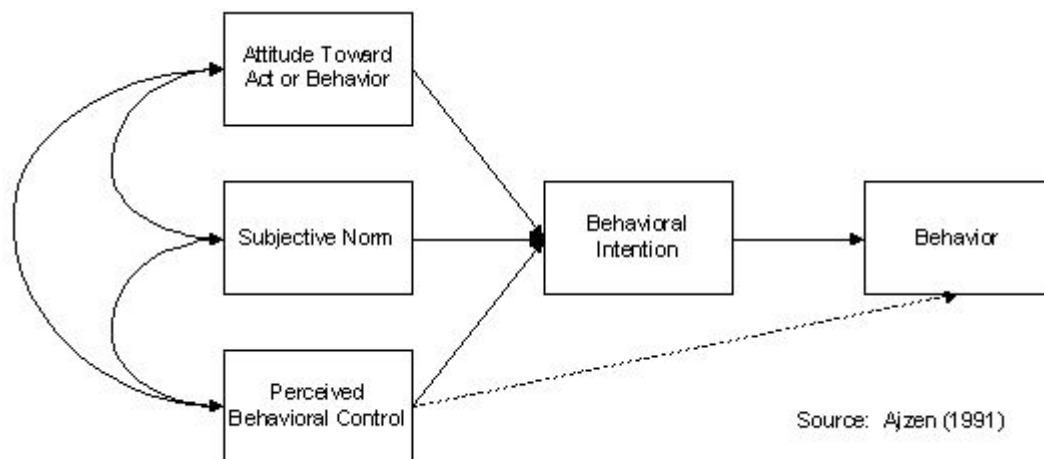 Attitude Toward
Act or Behavior
Subjective Norm
Behavioral
Intention
Behavior
Perceived
Behavioral Control
Source: Ajzen (1991)